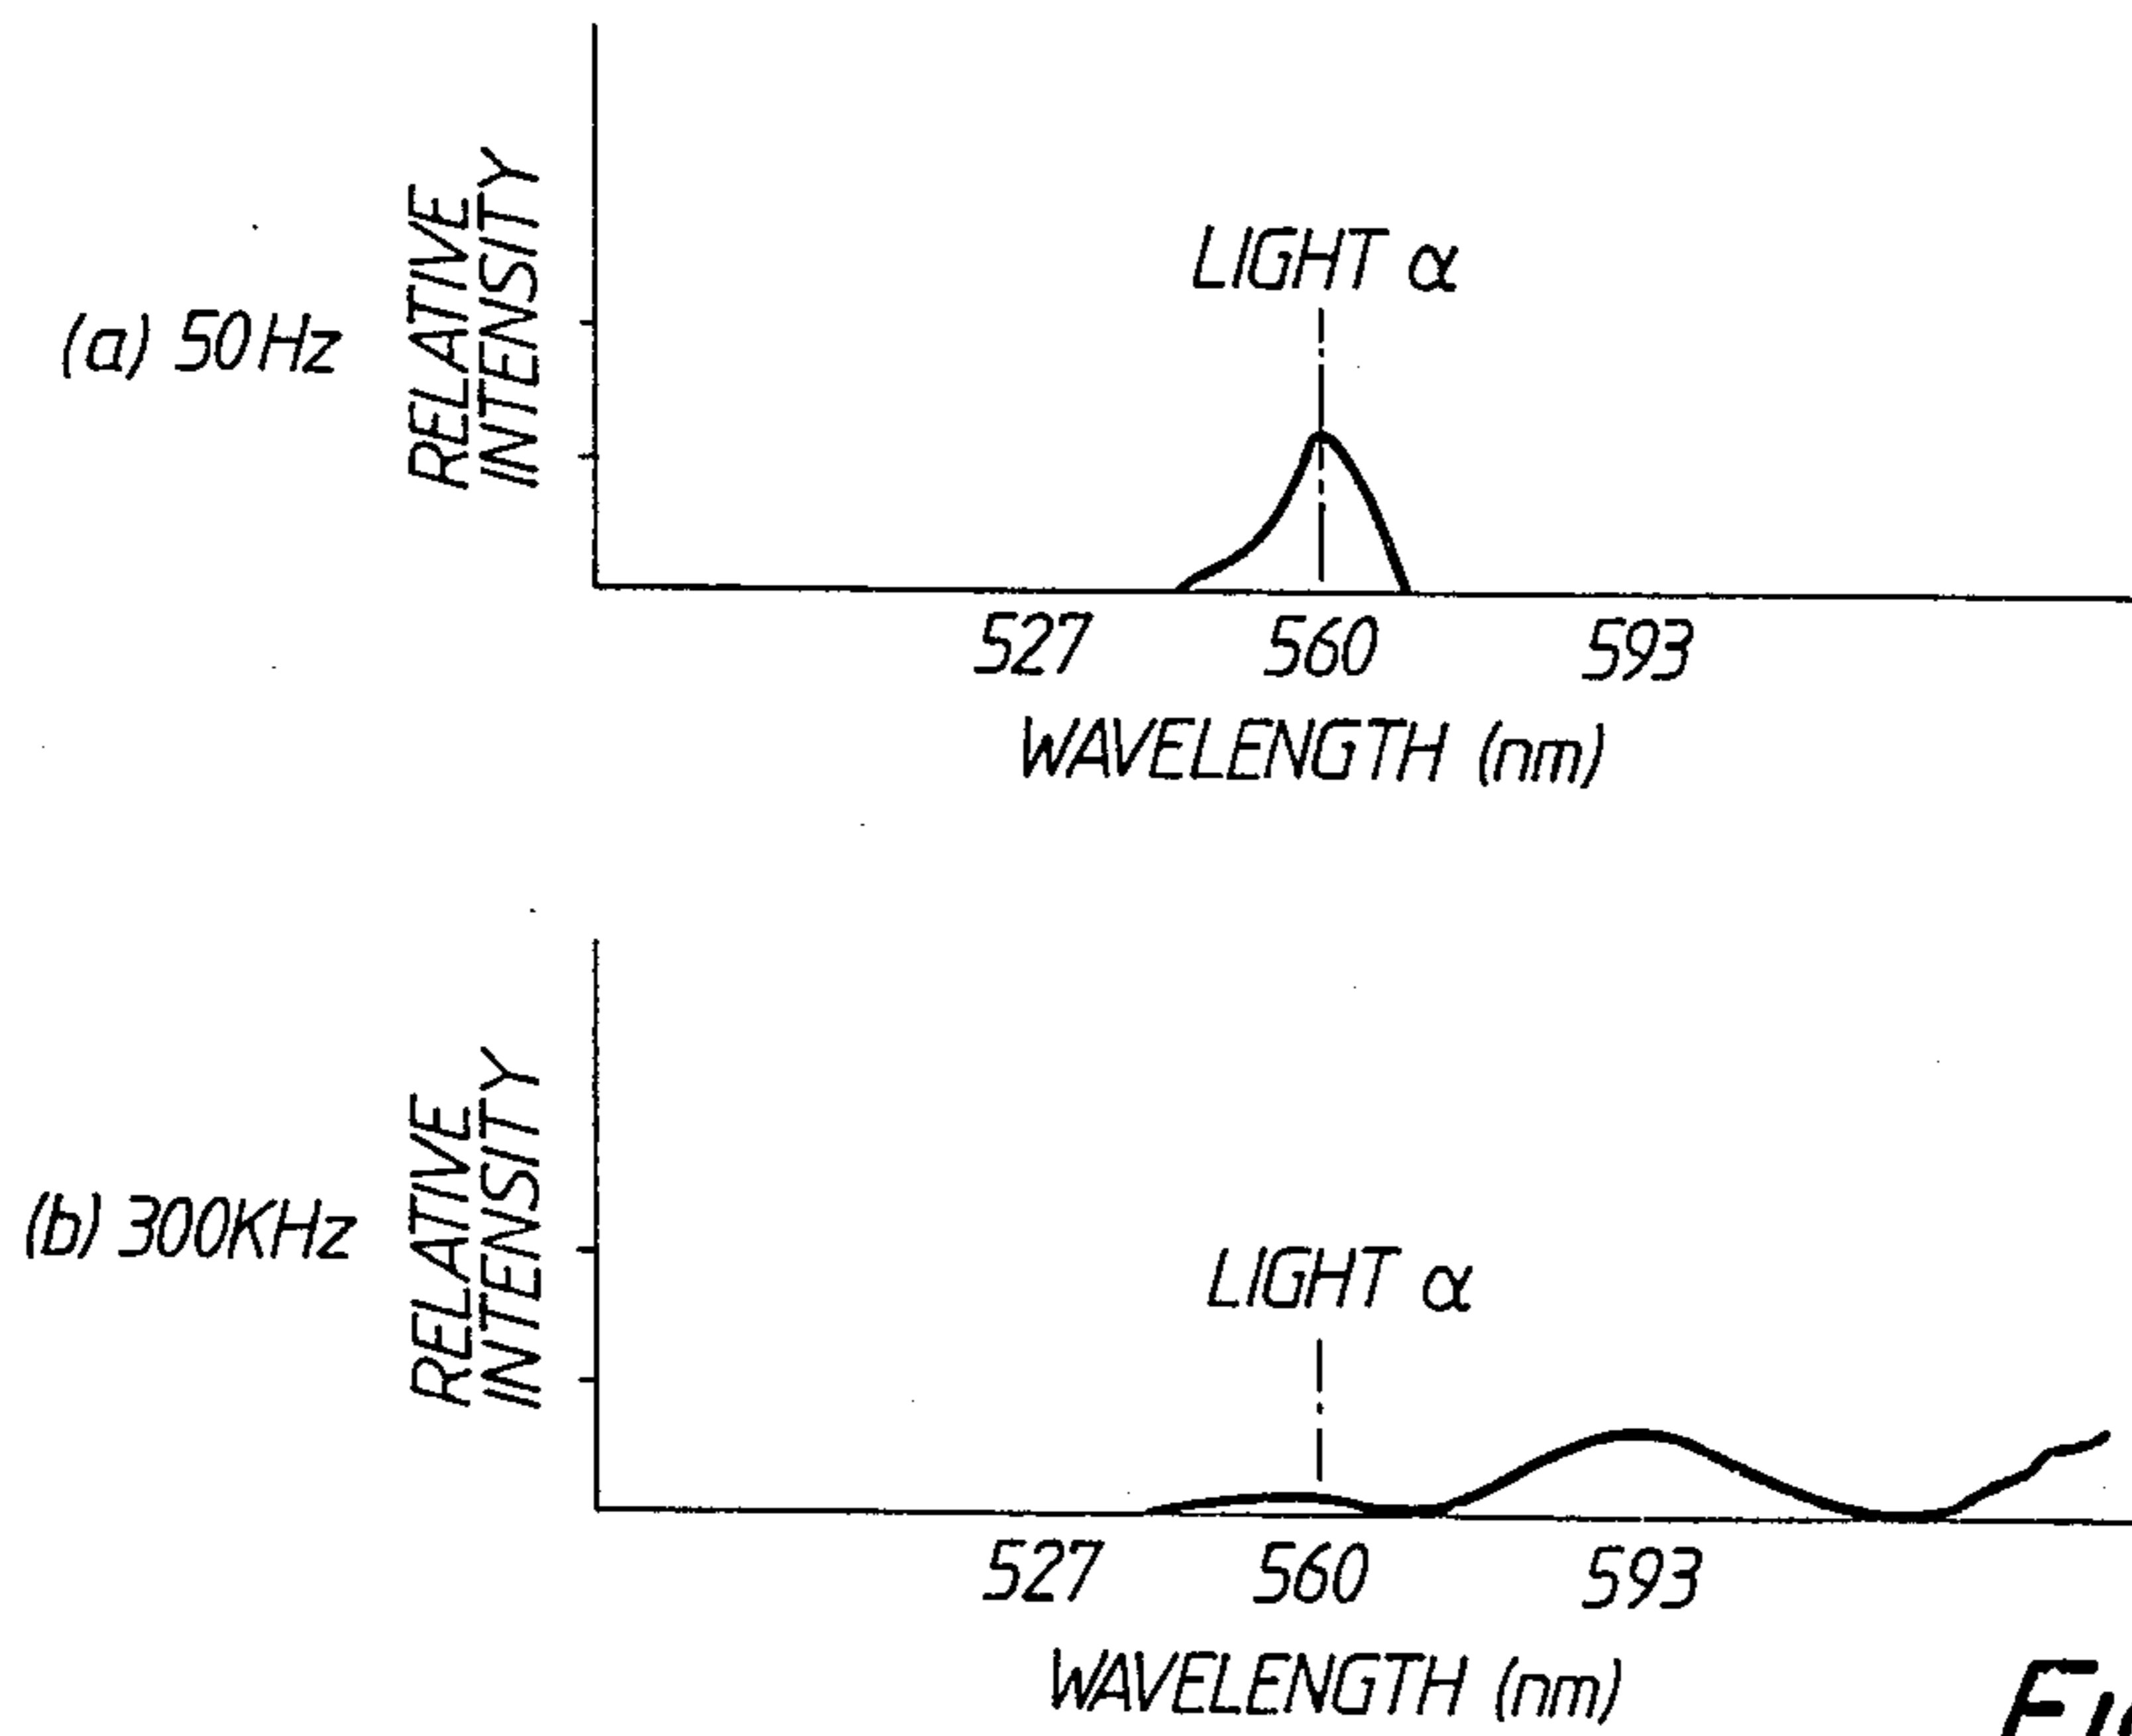 (a) 50Hz
RELATIVE
INTENSITY
LIGHT α
527 560 593
WAVELENGTH (nm)
(b) 300KHz
RELATIVE
INTENSITY
LIGHT α
527 560 593
WAVELENGTH (nm)